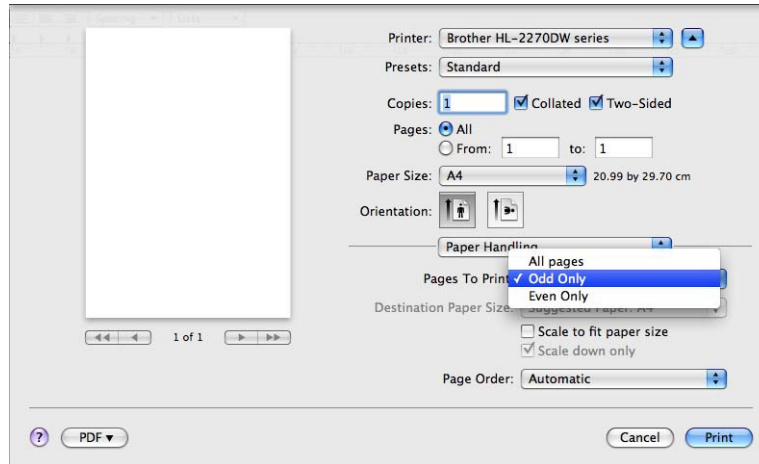 Printer: Brother HL-2270DW series
Presets: Standard
Copies: 1 Collated Two-Sided
Pages: All
From: 1 to: 1
Paper Size: A4 20.99 by 29.70 cm
Orientation:
Paper Handling
All pages
Pages To Print ✓ Odd Only
Even Only
Destination Paper Size: Suggested Paper: A4
1 of 1
Scale to fit paper size
Scale down only
Page Order: Automatic
? PDF ▾ Cancel Print